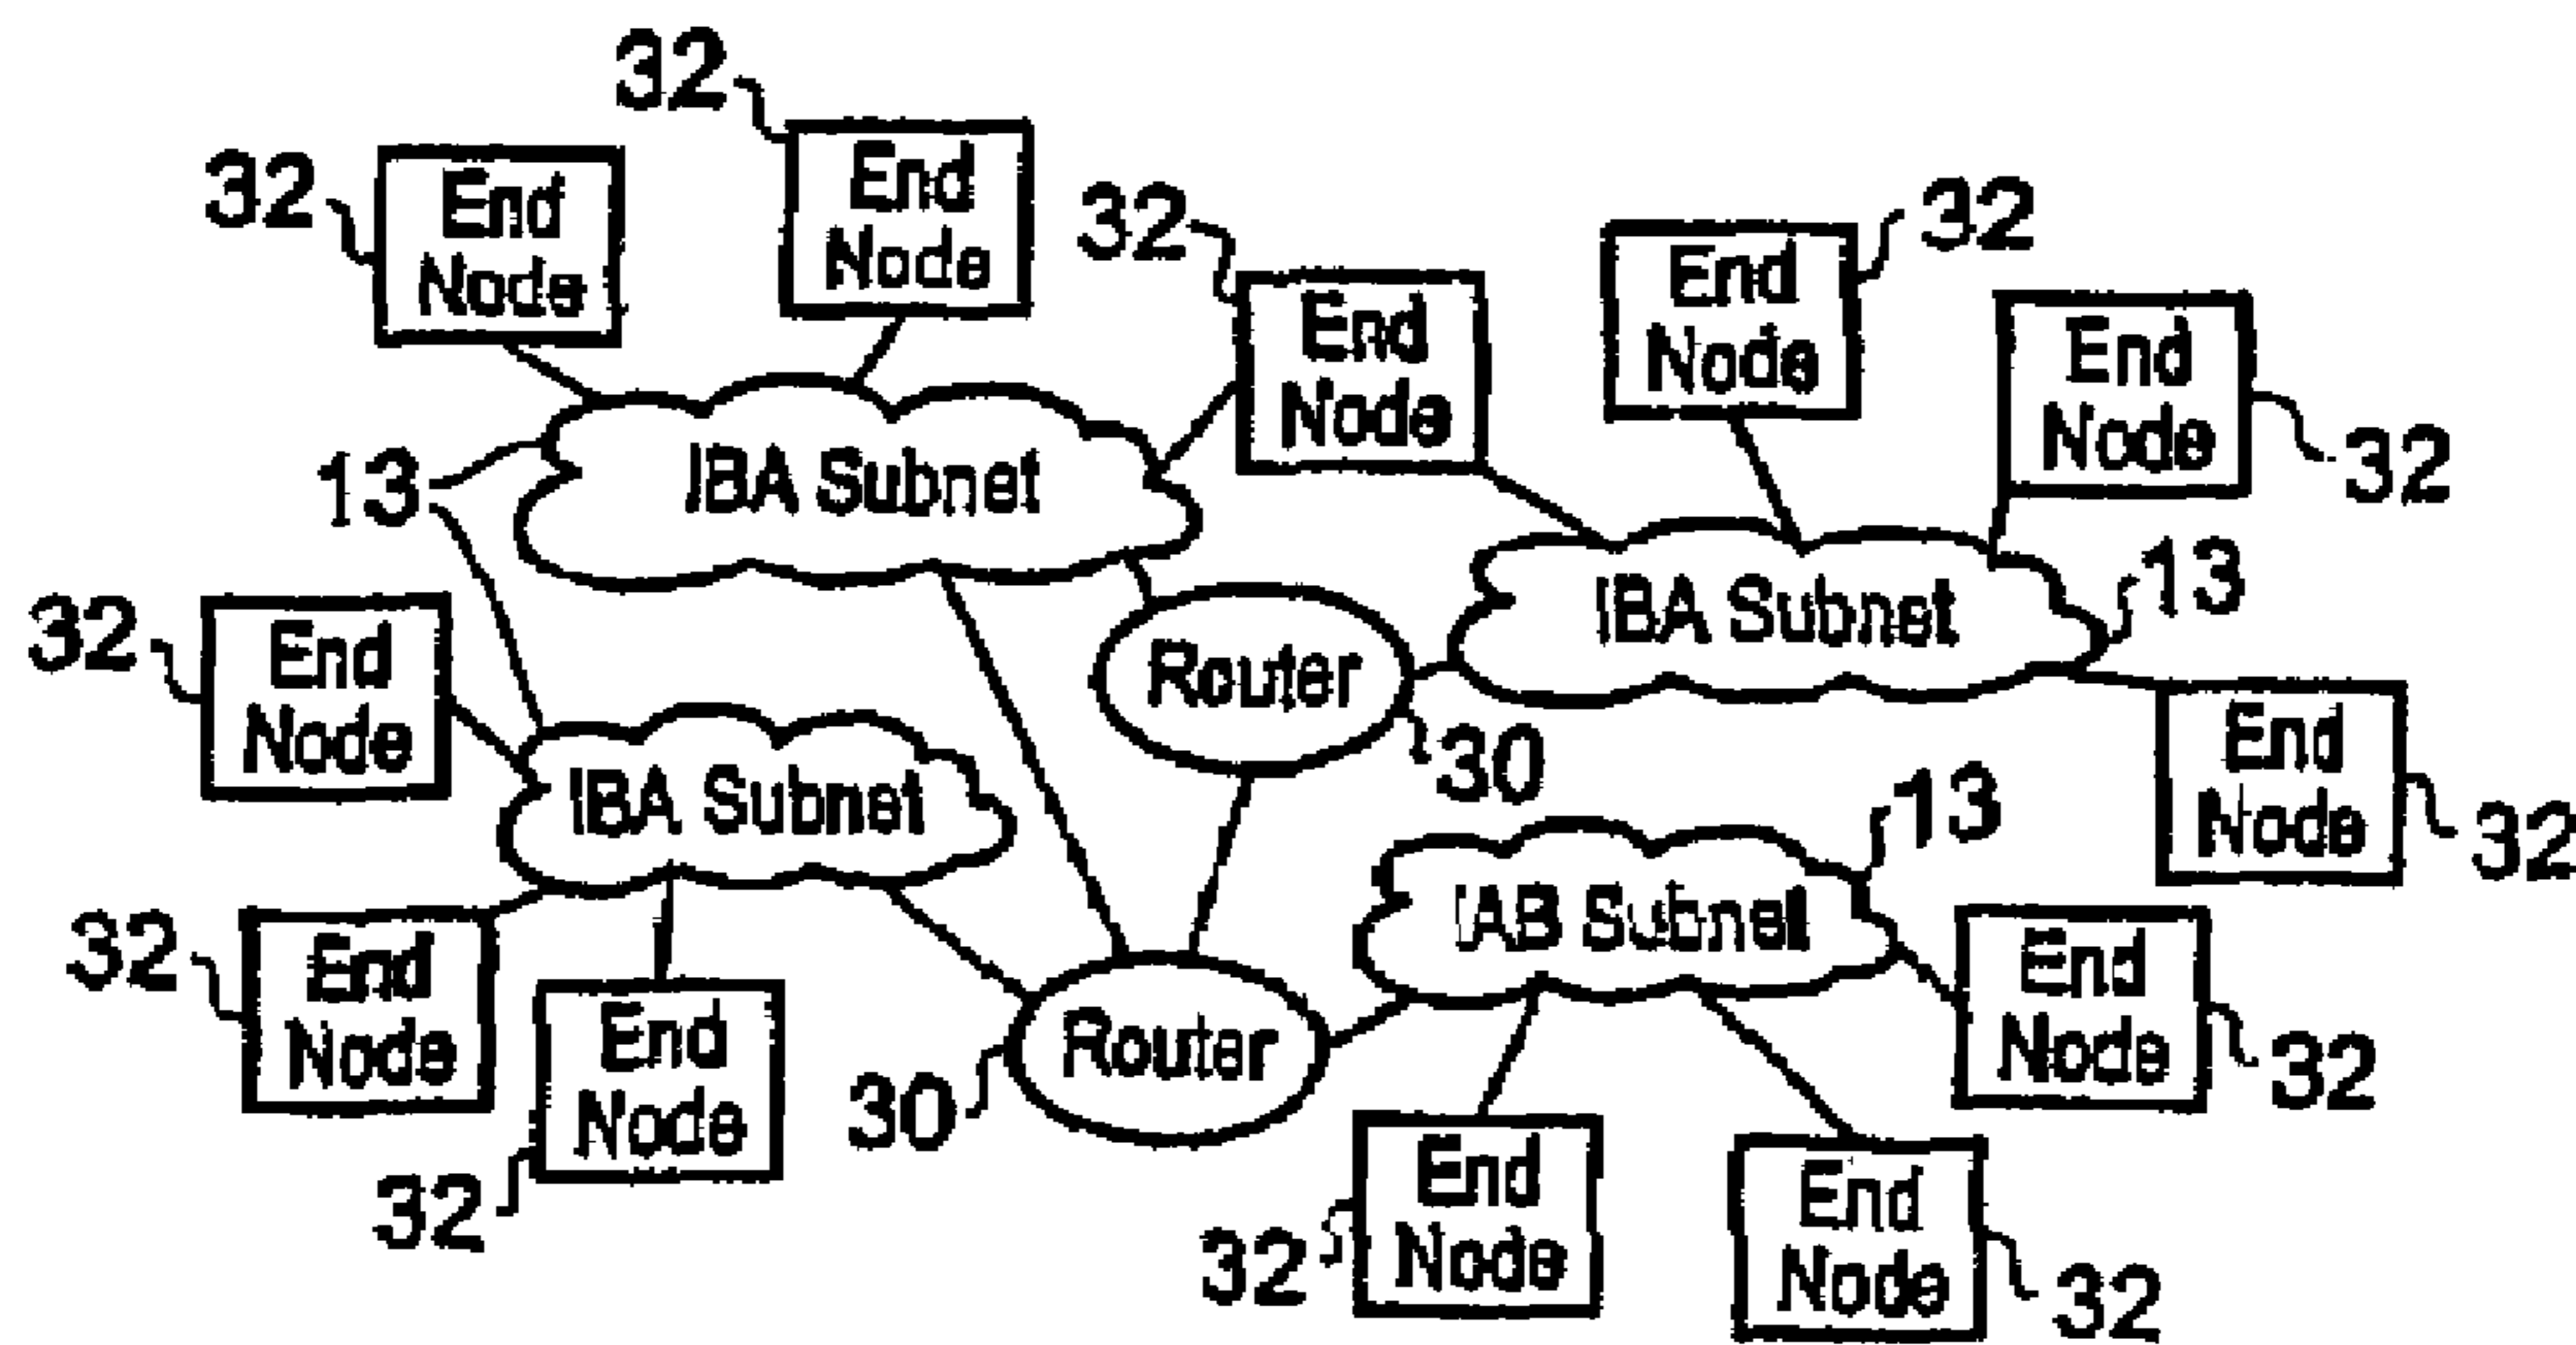 32
32
End
Node
End
Node
32
End
Node
32
End
Node
End
Node
32
13
IBA Subnet
IBA Subnet
13
32
End
Node
Router
30
End
Node
32
IBA Subnet
13
IAB Subnet
32
End
Node
End
Node
32
30
Router
End
Node
32
32
End
Node
End
Node
32